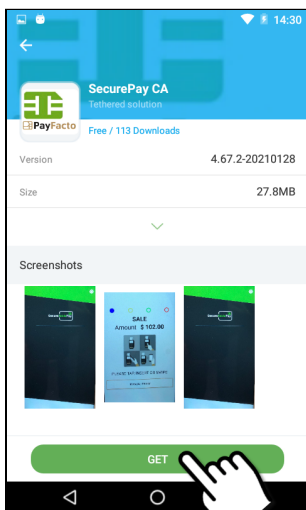 14:30
SecurePay CA
Tethered solution
PayFacto
Free / 113 Downloads
Version 4.67.2-20210128
Size 27.8MB
Screenshots
SALE
Amount $ 102.00
GET